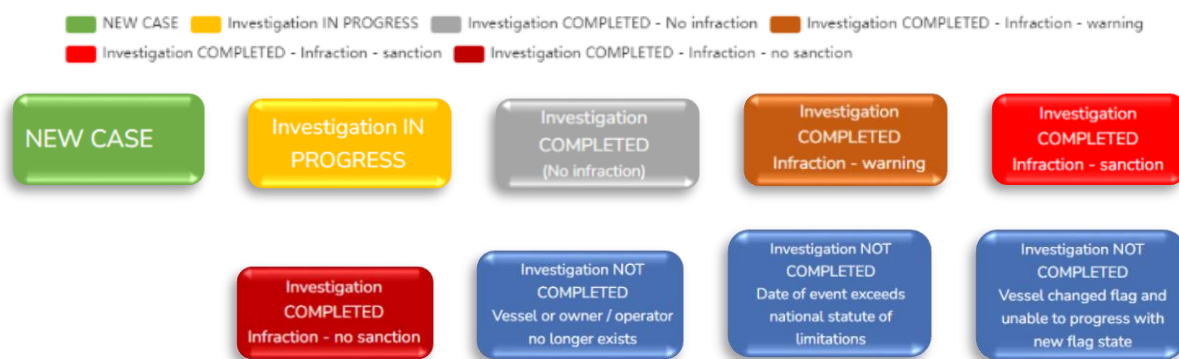 NEW CASE Investigation IN PROGRESS Investigation COMPLETED - No infraction Investigation COMPLETED - Infraction - warning
Investigation COMPLETED - Infraction - sanction Investigation COMPLETED - Infraction - no sanction
NEW CASE
Investigation IN
PROGRESS
Investigation
COMPLETED
(No infraction)
Investigation
COMPLETED
Infraction - warning
Investigation
COMPLETED
Infraction - sanction
Investigation
COMPLETED
Infraction - no sanction
Investigation NOT
COMPLETED
Vessel or owner / operator
no longer exists
Investigation NOT
COMPLETED
Date of event exceeds
national statute of
limitations
Investigation NOT
COMPLETED
Vessel changed flag and
unable to progress with
new flag state